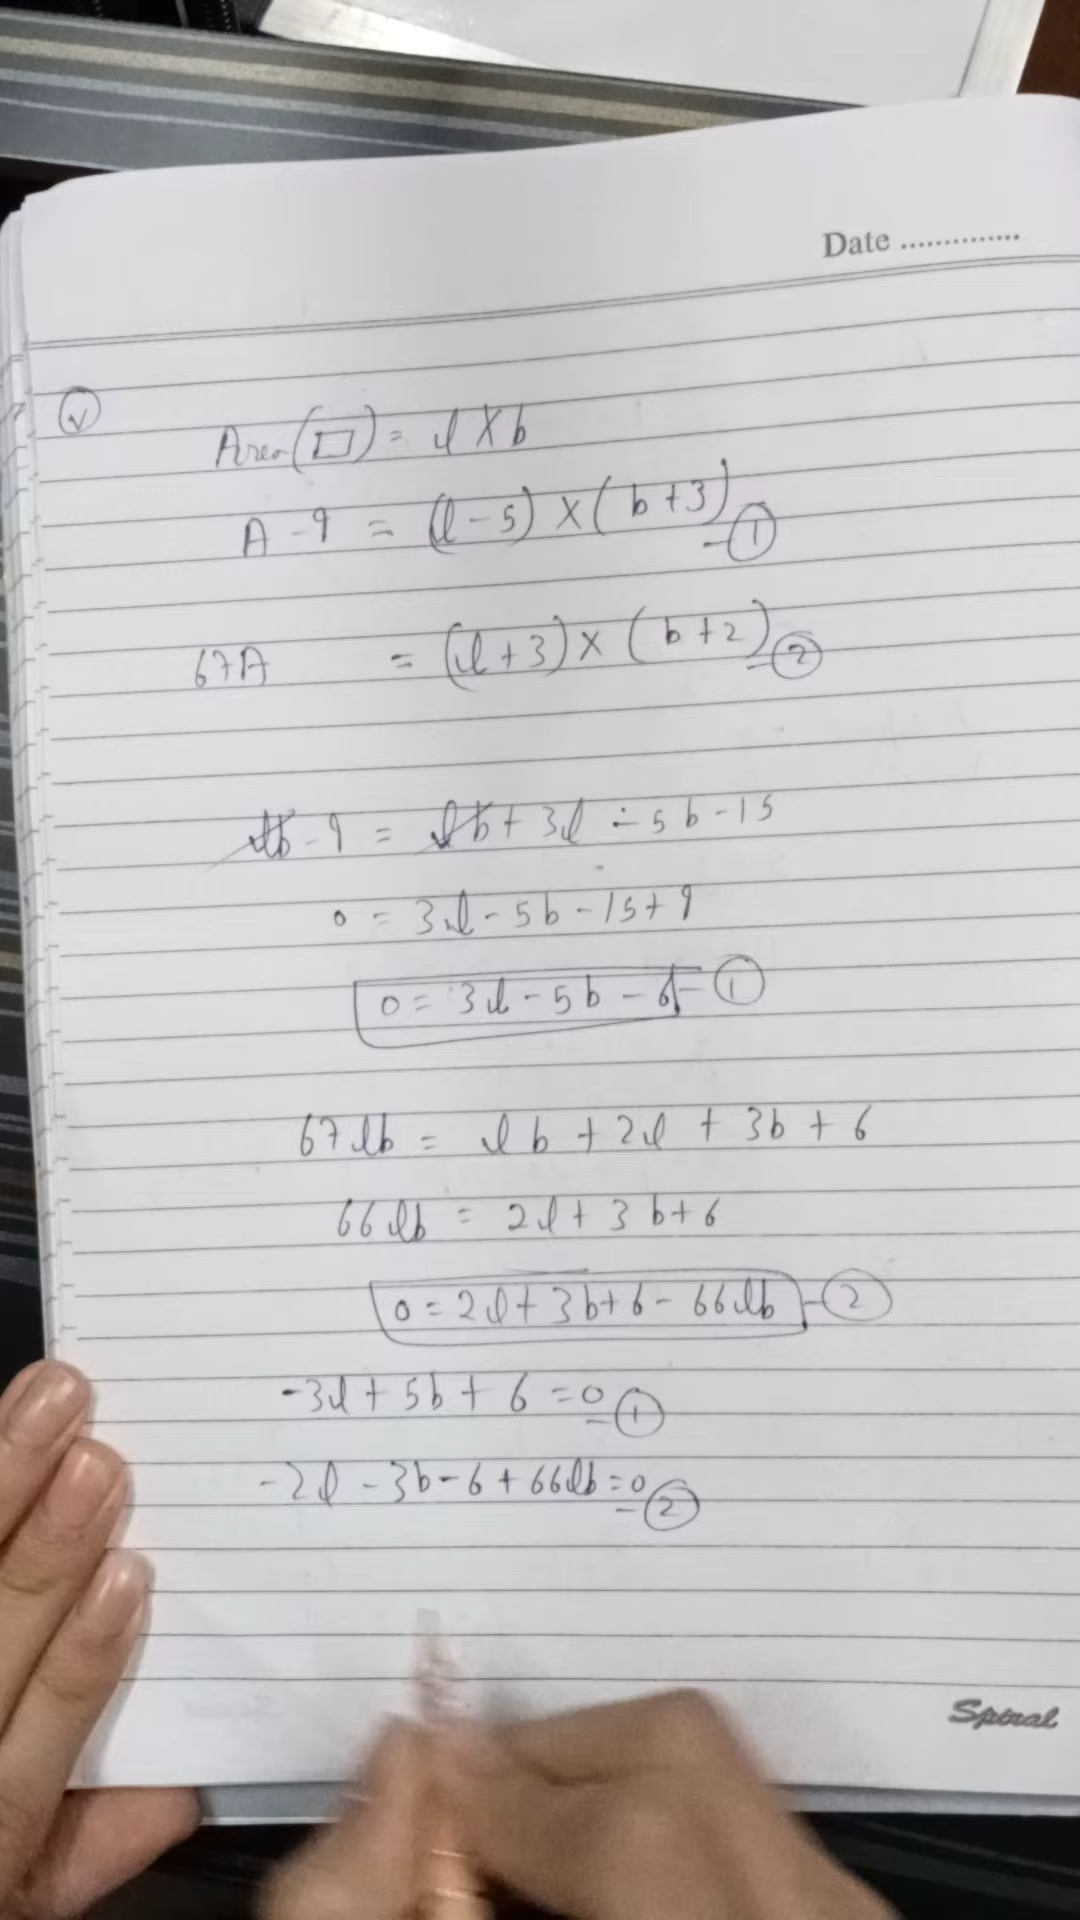 Date ..............
(v)
Area(▭) = l × b
A - 9 = (l - 5) × (b + 3) - ①
67A = (l + 3) × (b + 2) - ②
lb - 9 = lb + 3l - 5b - 15
0 = 3l - 5b - 15 + 9
0 = 3l - 5b - 6 - ①
67lb = lb + 2l + 3b + 6
66lb = 2l + 3b + 6
0 = 2l + 3b + 6 - 66lb - ②
-3l + 5b + 6 = 0 - ①
-2l - 3b - 6 + 66lb = 0 - ②
Spiral